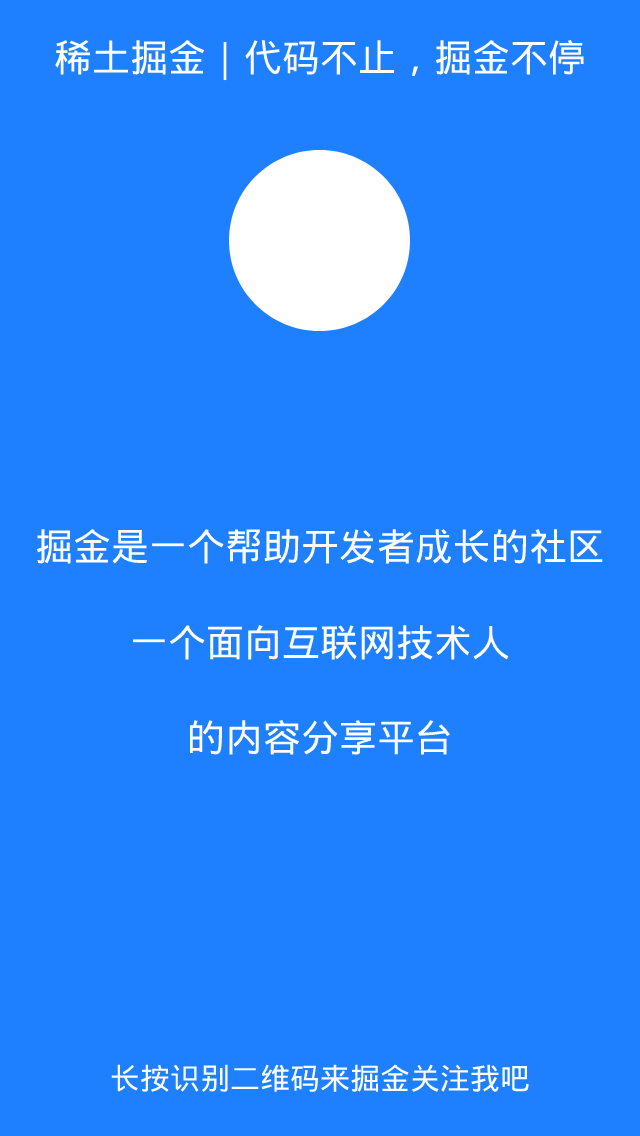 稀土掘金｜代码不止，掘金不停
掘金是一个帮助开发者成长的社区
一个面向互联网技术人
的内容分享平台
长按识别二维码来掘金关注我吧